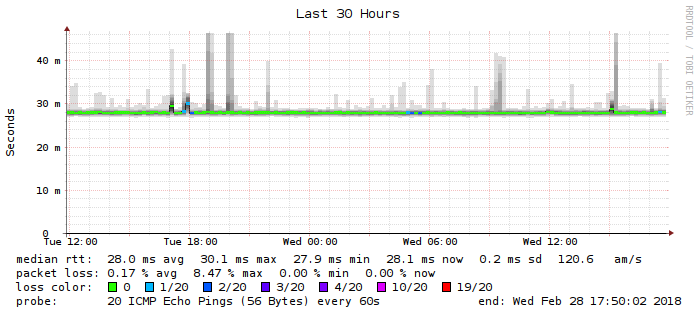 Last 30 Hours
RRDTOOL / TOBI OETIKER
Seconds
40 m
30 m
20 m
10 m
0
Tue 12:00 Tue 18:00 Wed 00:00 Wed 06:00 Wed 12:00
median rtt: 28.0 ms avg 30.1 ms max 27.9 ms min 28.1 ms now 0.2 ms sd 120.6 am/s
packet loss: 0.17 % avg 8.47 % max 0.00 % min 0.00 % now
loss color: 0 1/20 2/20 3/20 4/20 10/20 19/20
probe: 20 ICMP Echo Pings (56 Bytes) every 60s end: Wed Feb 28 17:50:02 2018